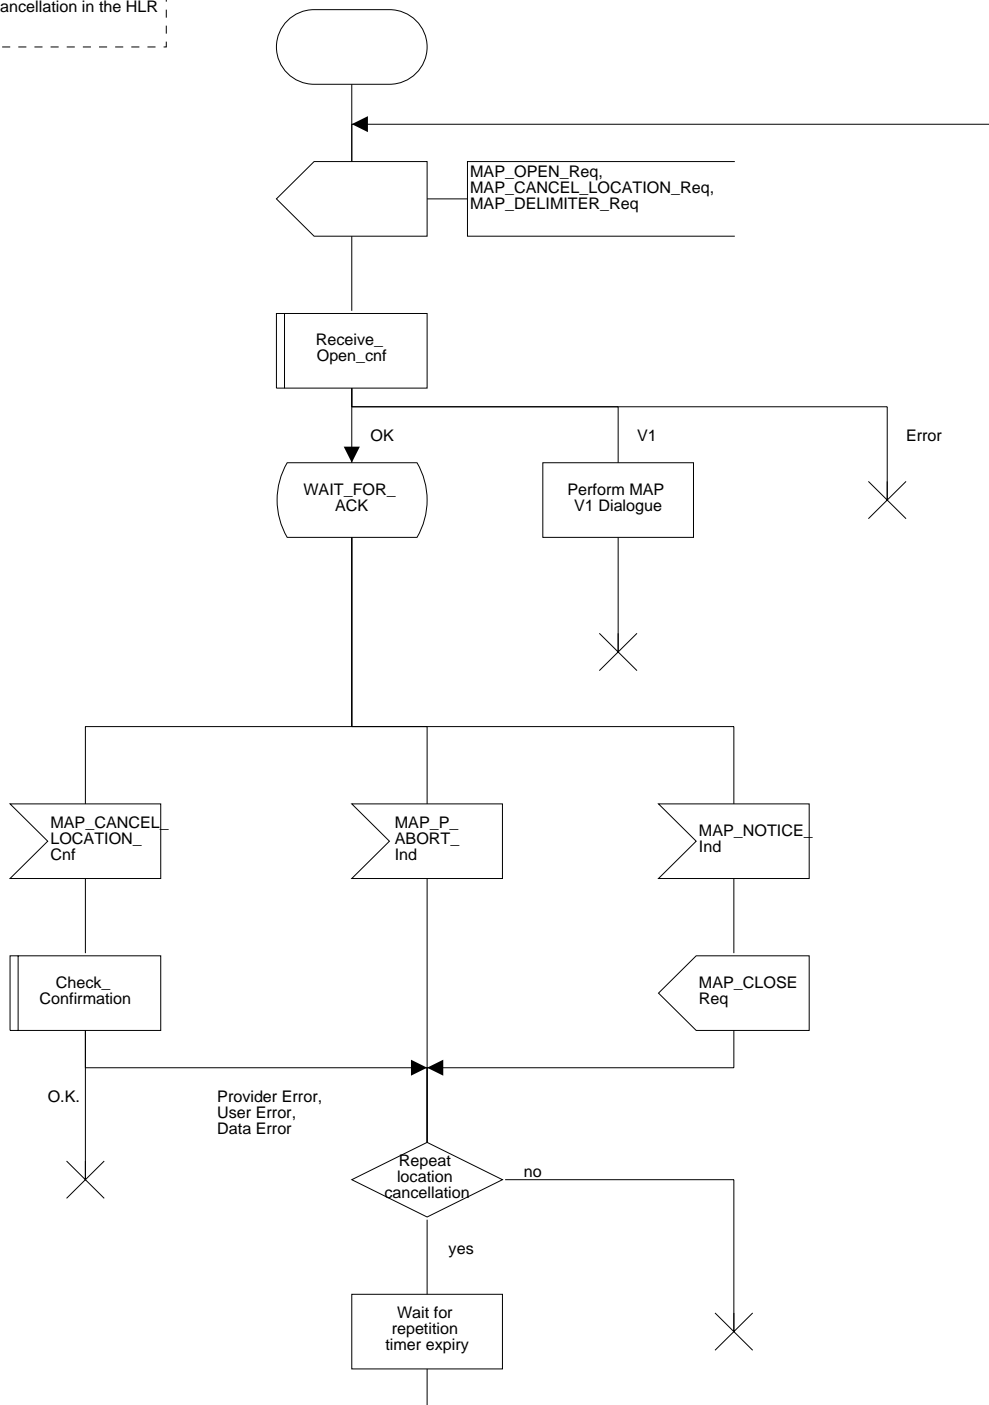 ancellation in the HLR
MAP_OPEN_Req,
MAP_CANCEL_LOCATION_Req,
MAP_DELIMITER_Req
Receive_
Open_cnf
OK
V1
Error
WAIT_FOR_
ACK
Perform MAP
V1 Dialogue
MAP_CANCEL_
LOCATION_
Cnf
MAP_P_
ABORT_
Ind
MAP_NOTICE_
Ind
Check_
Confirmation
MAP_CLOSE
Req
O.K.
Provider Error,
User Error,
Data Error
Repeat
location
cancellation
no
yes
Wait for
repetition
timer expiry